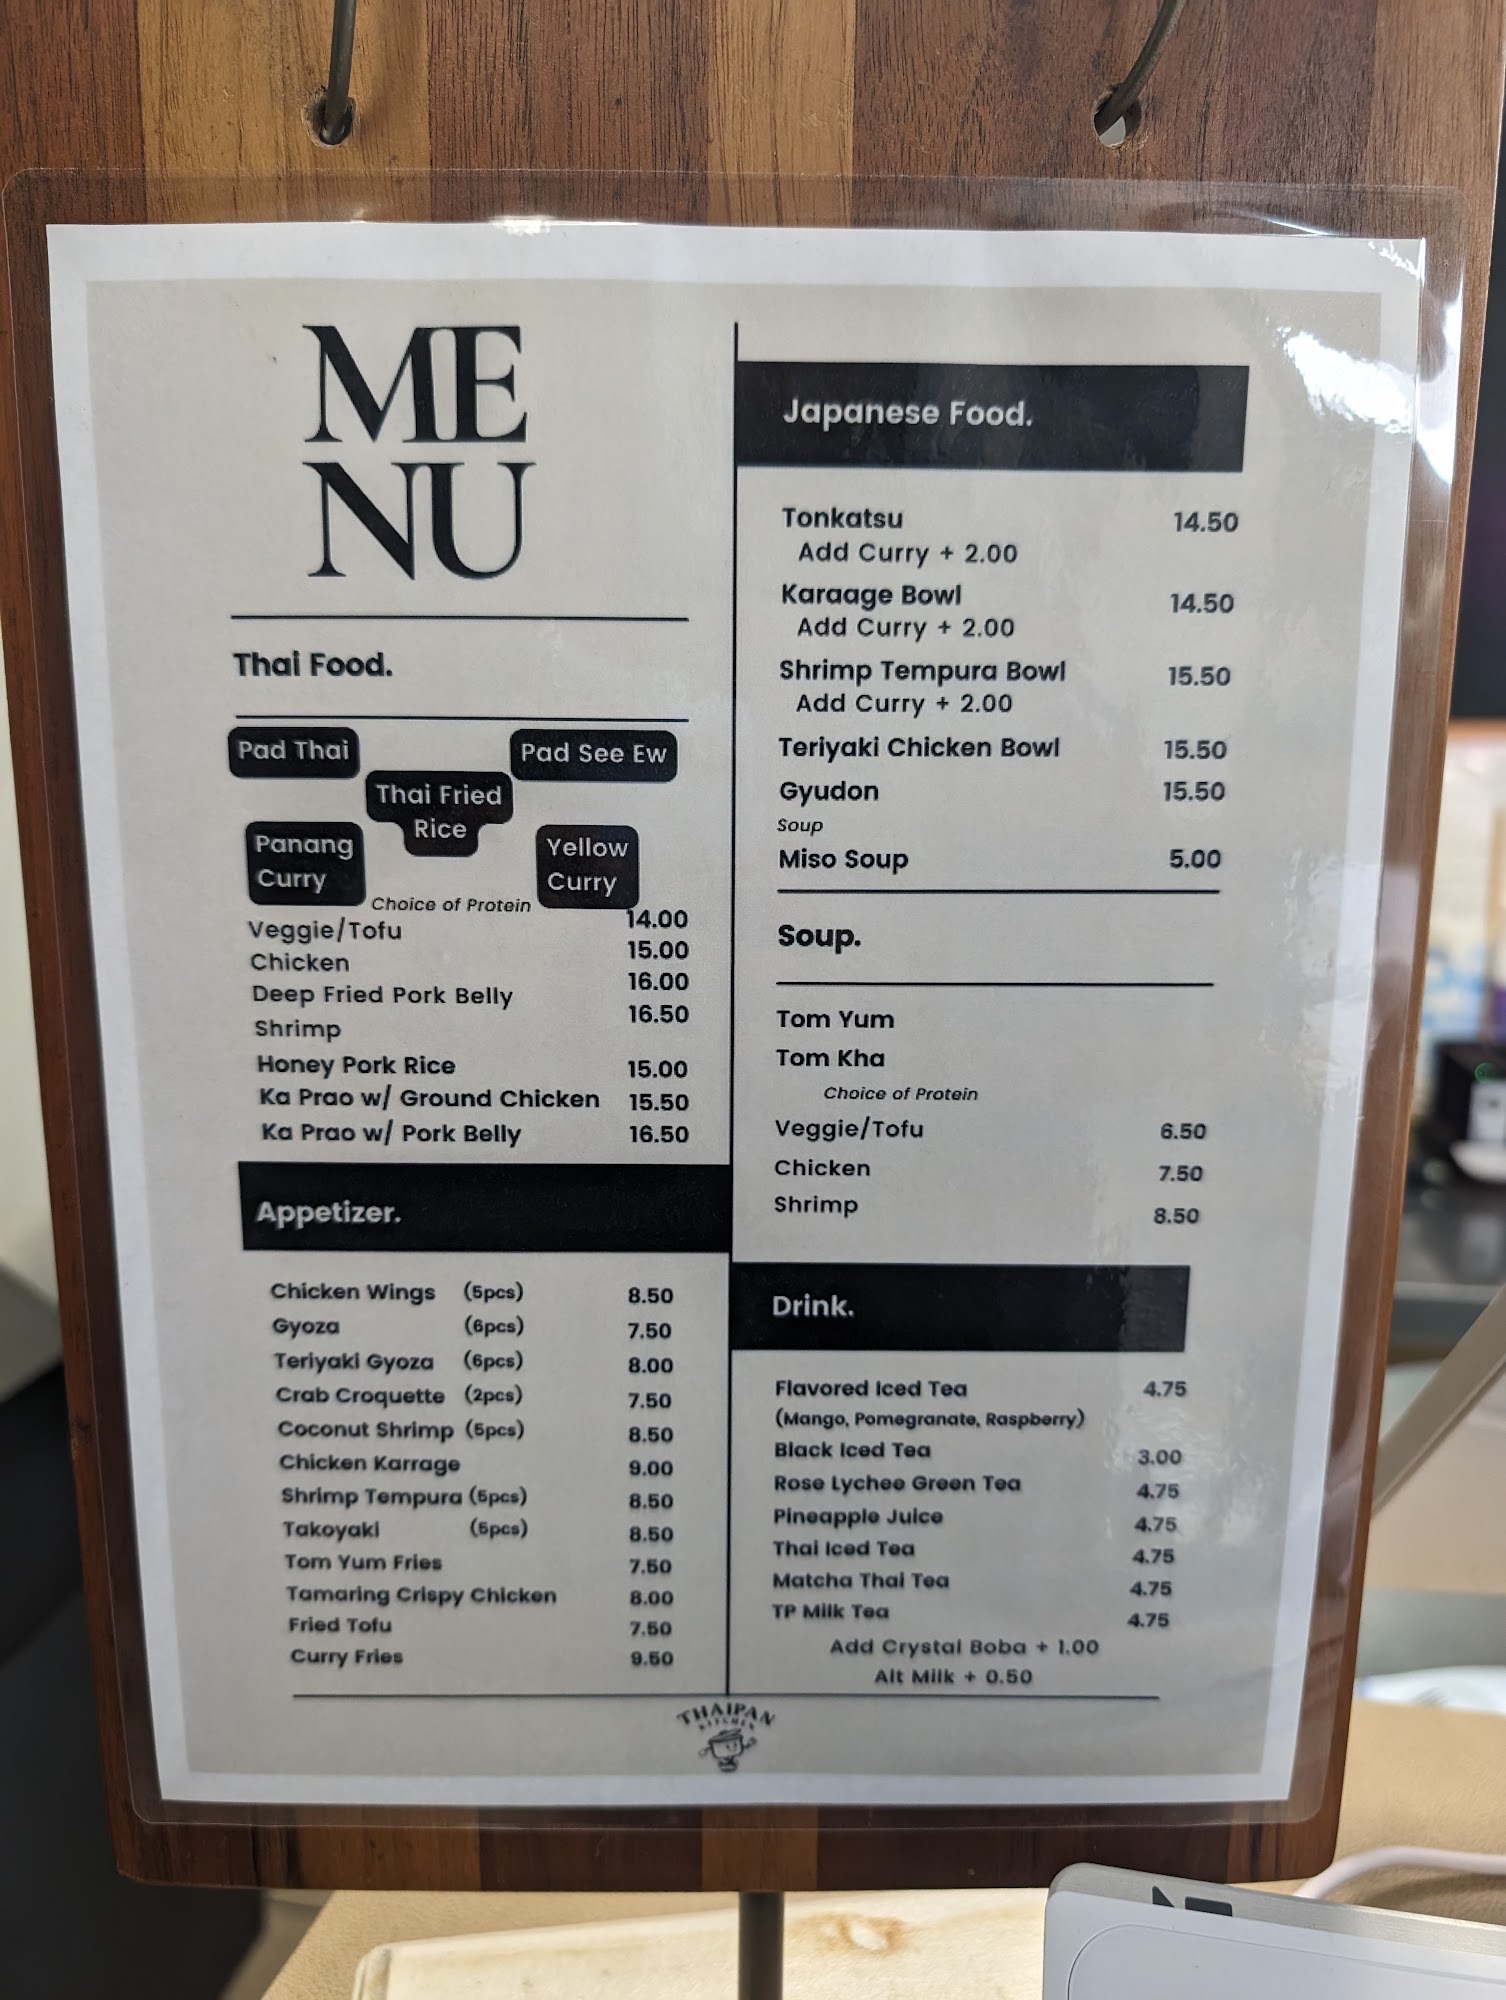 ME
NU
Thai Food.
Pad Thai
Pad See Ew
Thai Fried
Rice
Panang
Curry
Yellow
Curry
Choice of Protein
Veggie/Tofu 14.00
Chicken 15.00
Deep Fried Pork Belly 16.00
Shrimp 16.50
Honey Pork Rice 15.00
Ka Prao w/ Ground Chicken 15.50
Ka Prao w/ Pork Belly 16.50
Appetizer.
Chicken Wings (5pcs) 8.50
Gyoza (6pcs) 7.50
Teriyaki Gyoza (6pcs) 8.00
Crab Croquette (2pcs) 7.50
Coconut Shrimp (5pcs) 8.50
Chicken Karrage 9.00
Shrimp Tempura (5pcs) 8.50
Takoyaki (5pcs) 8.50
Tom Yum Fries 7.50
Tamaring Crispy Chicken 8.00
Fried Tofu 7.50
Curry Fries 9.50
Japanese Food.
Tonkatsu 14.50
Add Curry + 2.00
Karaage Bowl 14.50
Add Curry + 2.00
Shrimp Tempura Bowl 15.50
Add Curry + 2.00
Teriyaki Chicken Bowl 15.50
Gyudon 15.50
Soup
Miso Soup 5.00
Soup.
Tom Yum
Tom Kha
Choice of Protein
Veggie/Tofu 6.50
Chicken 7.50
Shrimp 8.50
Drink.
Flavored Iced Tea 4.75
(Mango, Pomegranate, Raspberry)
Black Iced Tea 3.00
Rose Lychee Green Tea 4.75
Pineapple Juice 4.75
Thai Iced Tea 4.75
Matcha Thai Tea 4.75
TP Milk Tea 4.75
Add Crystal Boba + 1.00
Alt Milk + 0.50
THAIPAN
KITCHEN